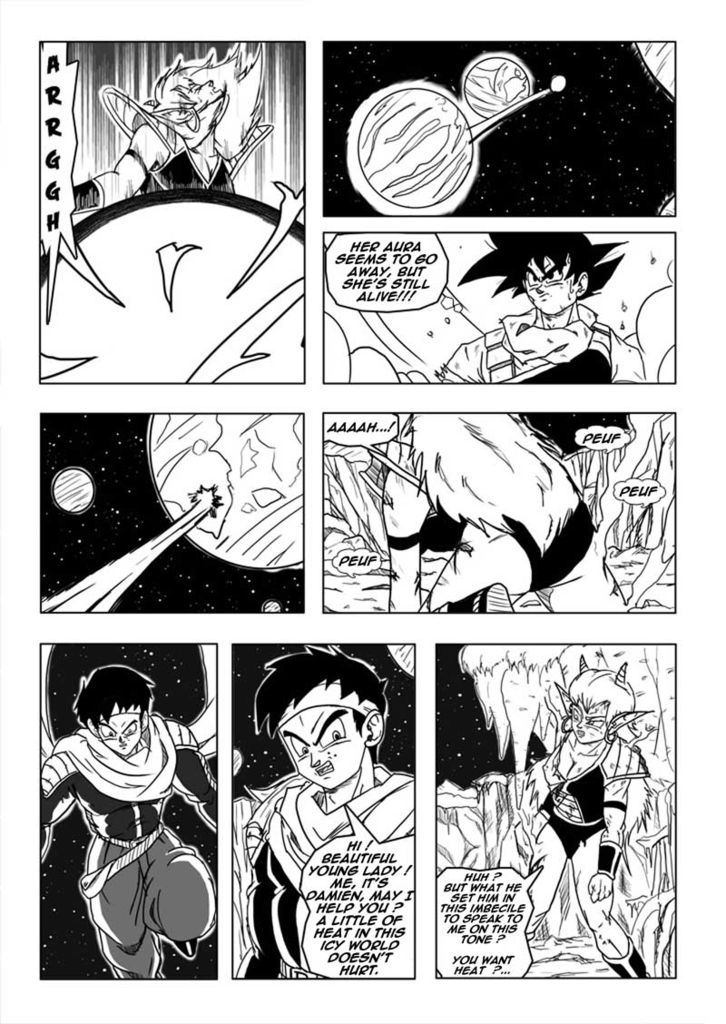 ARRGGH
HER AURA
SEEMS TO GO
AWAY, BUT
SHE'S STILL
ALIVE!!!
AAAAH...!
PEUF
PEUF
PEUF
HI !
BEAUTIFUL
YOUNG LADY !
ME, IT'S
DAMIEN, MAY I
HELP YOU ?
A LITTLE OF
HEAT IN THIS
ICY WORLD
DOESN'T
HURT.
HUH ?
BUT WHAT HE
SET HIM IN
THIS IMBECILE
TO SPEAK TO
ME ON THIS
TONE ?
YOU WANT
HEAT ?...